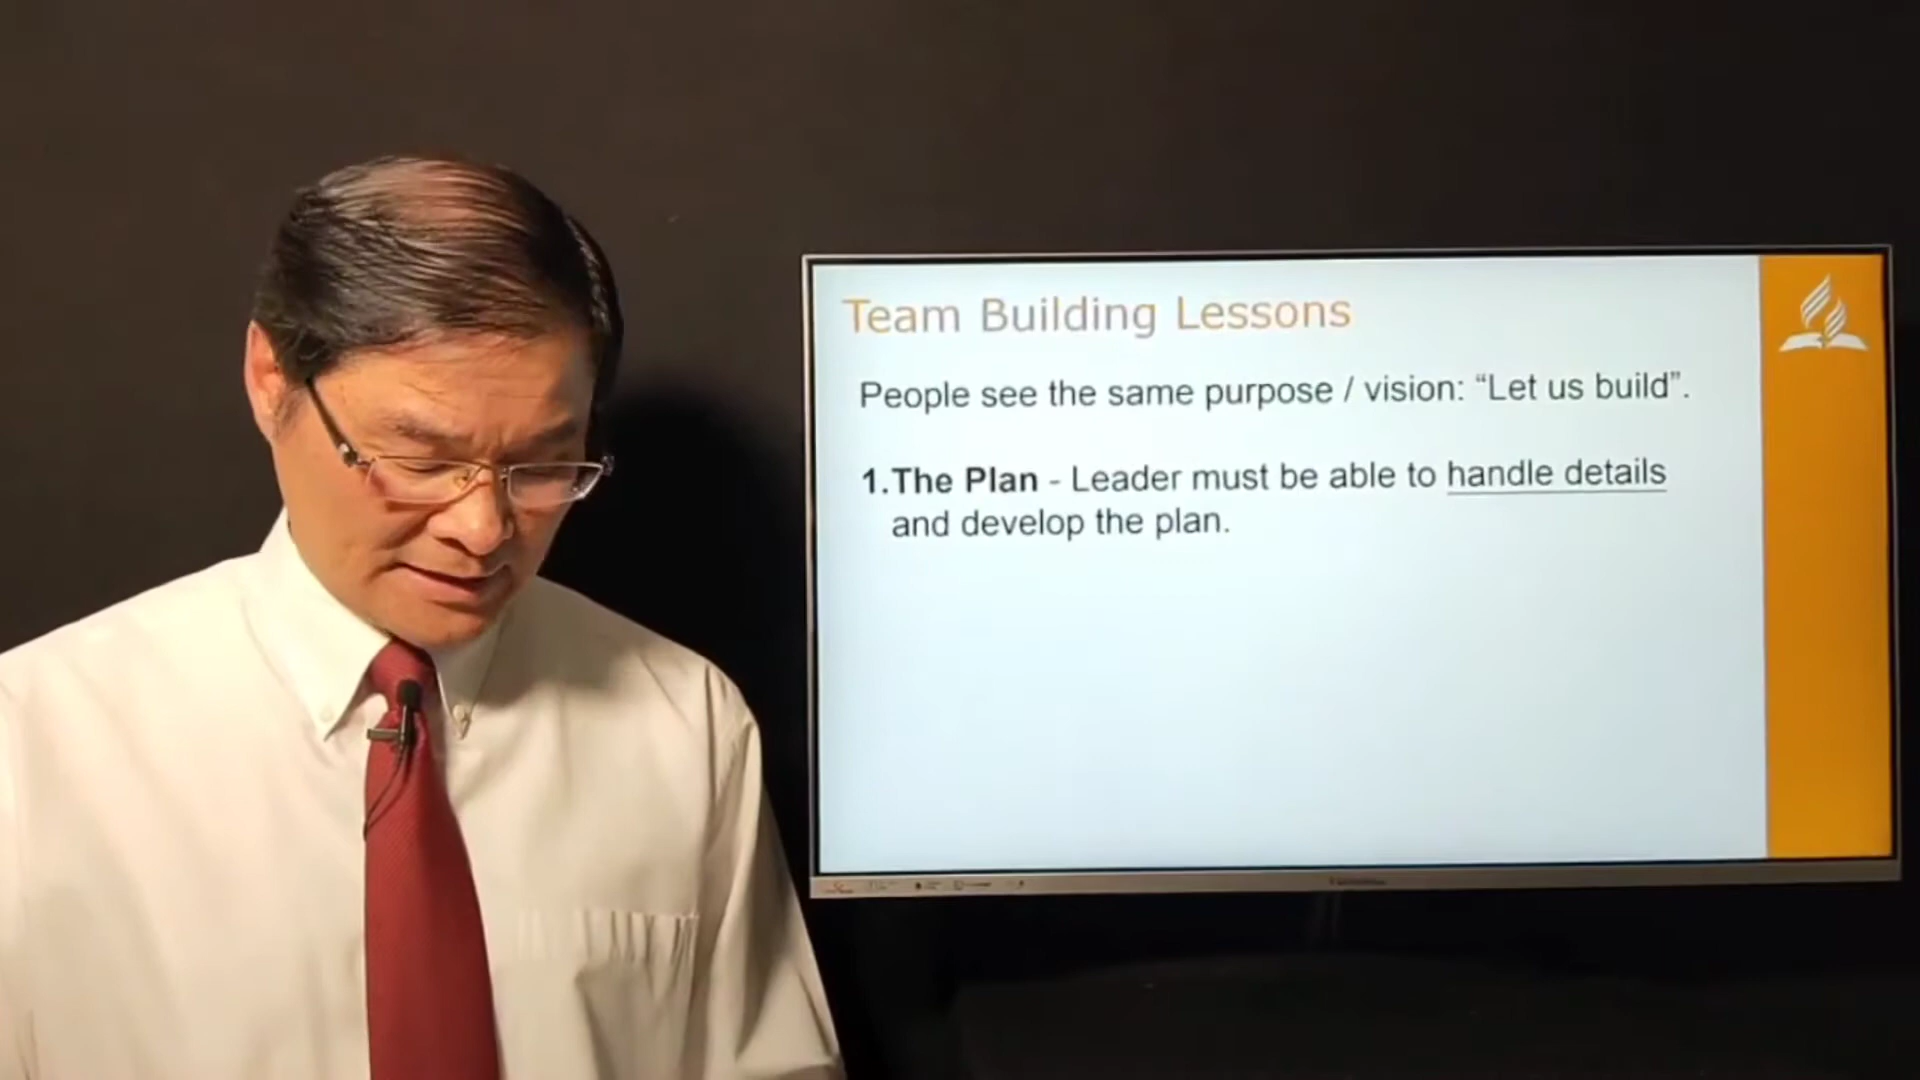 Team Building Lessons
People see the same purpose / vision: “Let us build”.
1.The Plan - Leader must be able to handle details
and develop the plan.